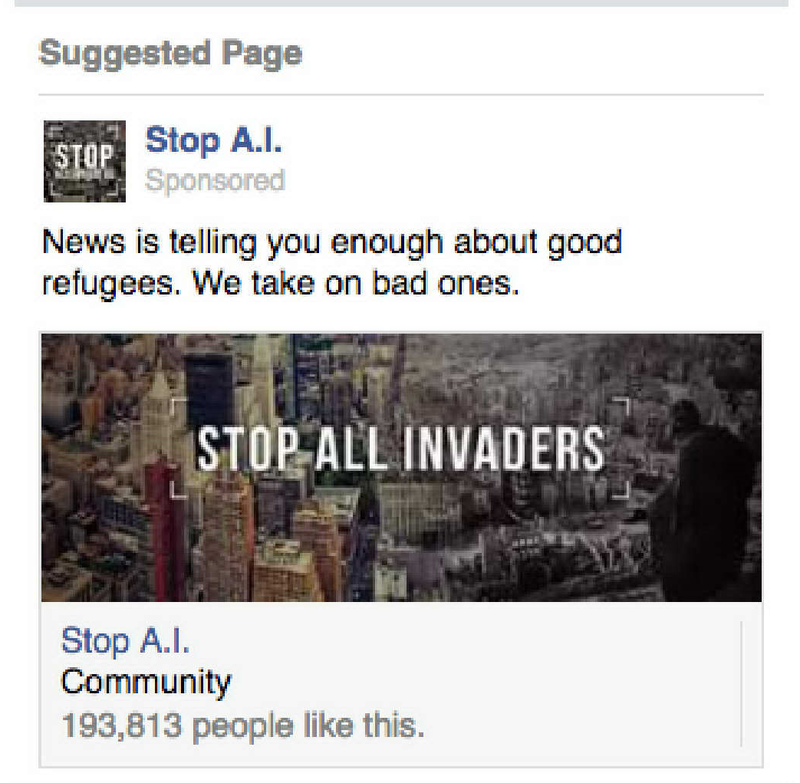 Suggested Page
STOP
Stop A.I.
Sponsored
News is telling you enough about good
refugees. We take on bad ones.
STOP ALL INVADERS
Stop A.I.
Community
193,813 people like this.